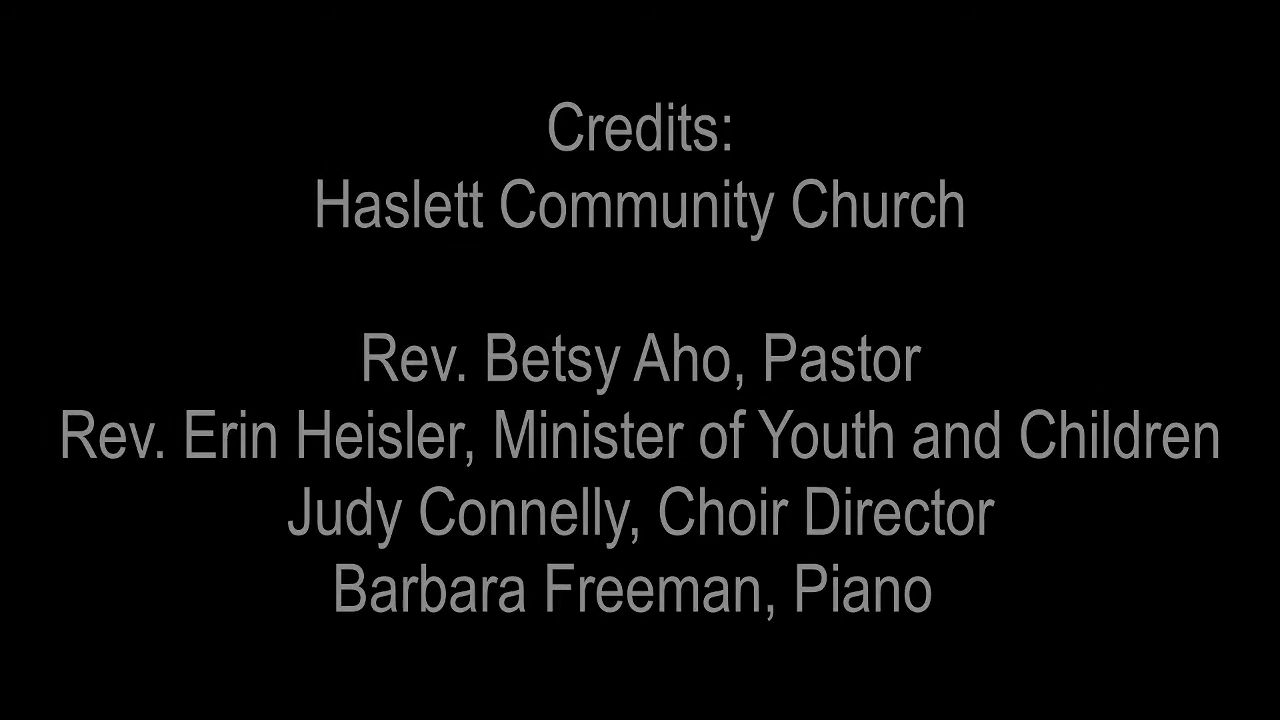 Credits:
Haslett Community Church
Rev. Betsy Aho, Pastor
Rev. Erin Heisler, Minister of Youth and Children
Judy Connelly, Choir Director
Barbara Freeman, Piano